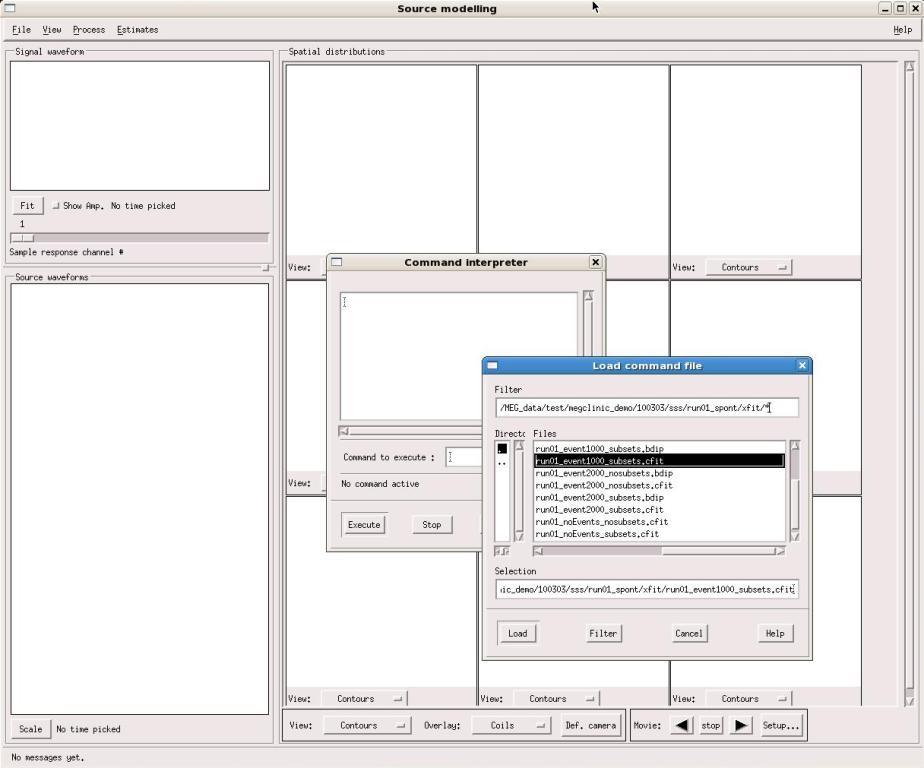 Source modelling
File View Process Estimates Help
Signal waveform
Fit Show Amp. No time picked
1
Sample response channel #
Source waveforms
Scale No time picked
No messages yet.
Spatial distributions
View:
View: Contours
View:
Command interpreter
Command to execute :
No command active
Execute Stop
Load command file
Filter
/MEG_data/test/megclinic_demo/100303/sss/run01_spont/xfit/*
Directo Files
. run01_event1000_subsets.bdip
.. run01_event1000_subsets.cfit
run01_event2000_nosubsets.bdip
run01_event2000_nosubsets.cfit
run01_event2000_subsets.bdip
run01_event2000_subsets.cfit
run01_noEvents_nosubsets.cfit
run01_noEvents_subsets.cfit
Selection
ic_demo/100303/sss/run01_spont/xfit/run01_event1000_subsets.cfit
Load Filter Cancel Help
View: Contours View: Contours View: Contours
View: Contours Overlay: Coils Def. camera Movie: stop Setup...